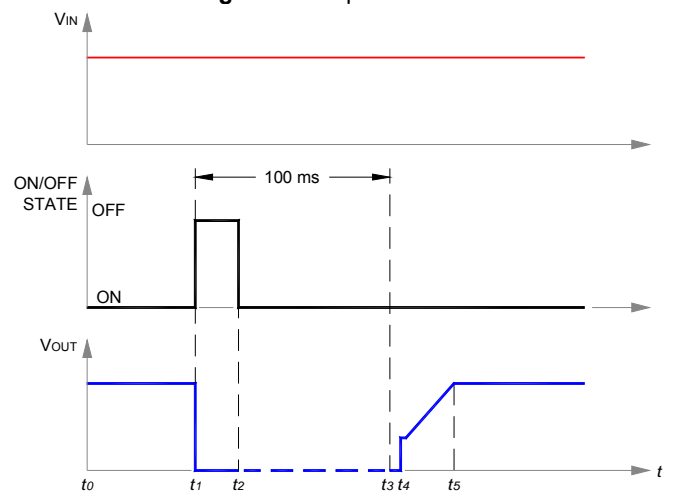 VIN
ON/OFF
STATE
OFF
100 ms
ON
VOUT
t0 t1 t2 t3 t4 t5 t